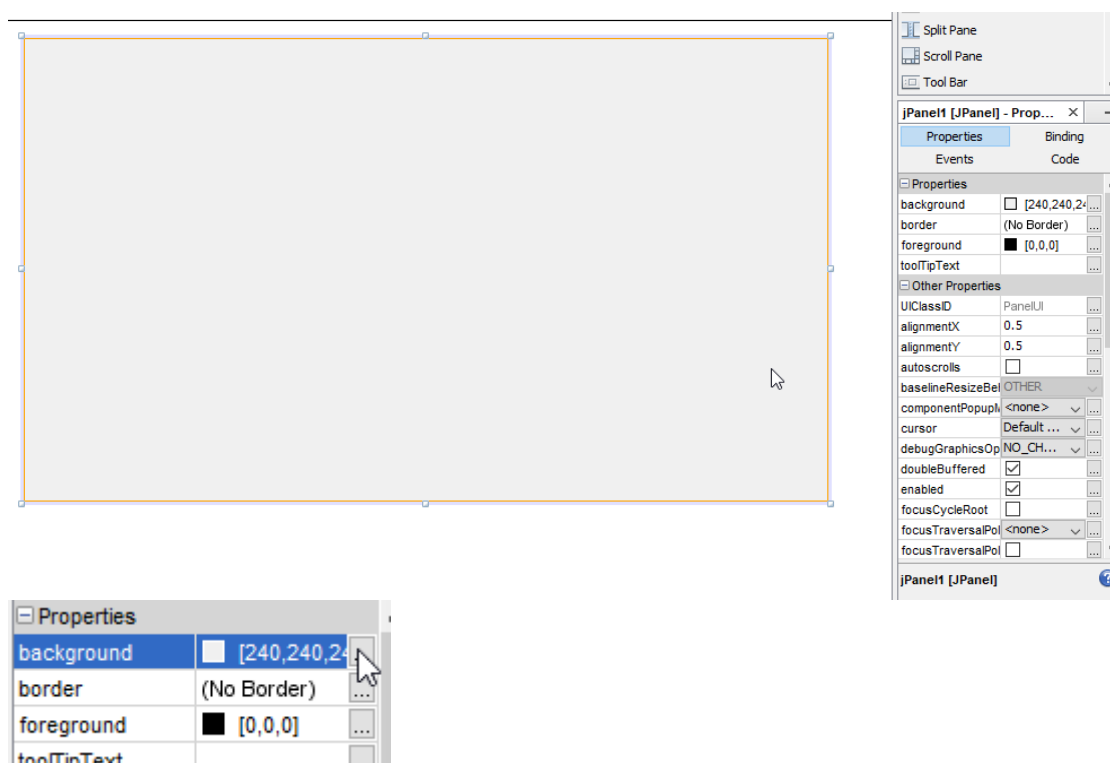 Split Pane
Scroll Pane
Tool Bar
jPanel1 [JPanel] - Prop... ×
Properties Binding
Events Code
Properties
background [240,240,24 ...
border (No Border) ...
foreground [0,0,0] ...
toolTipText ...
Other Properties
UIClassID PanelUI ...
alignmentX 0.5 ...
alignmentY 0.5 ...
autoscrolls ...
baselineResizeBel OTHER
componentPopupM <none> ...
cursor Default ... ...
debugGraphicsOp NO_CH... ...
doubleBuffered ...
enabled ...
focusCycleRoot ...
focusTraversalPol <none> ...
focusTraversalPol ...
jPanel1 [JPanel] ?
Properties
background [240,240,24
border (No Border) ...
foreground [0,0,0] ...
toolTipText